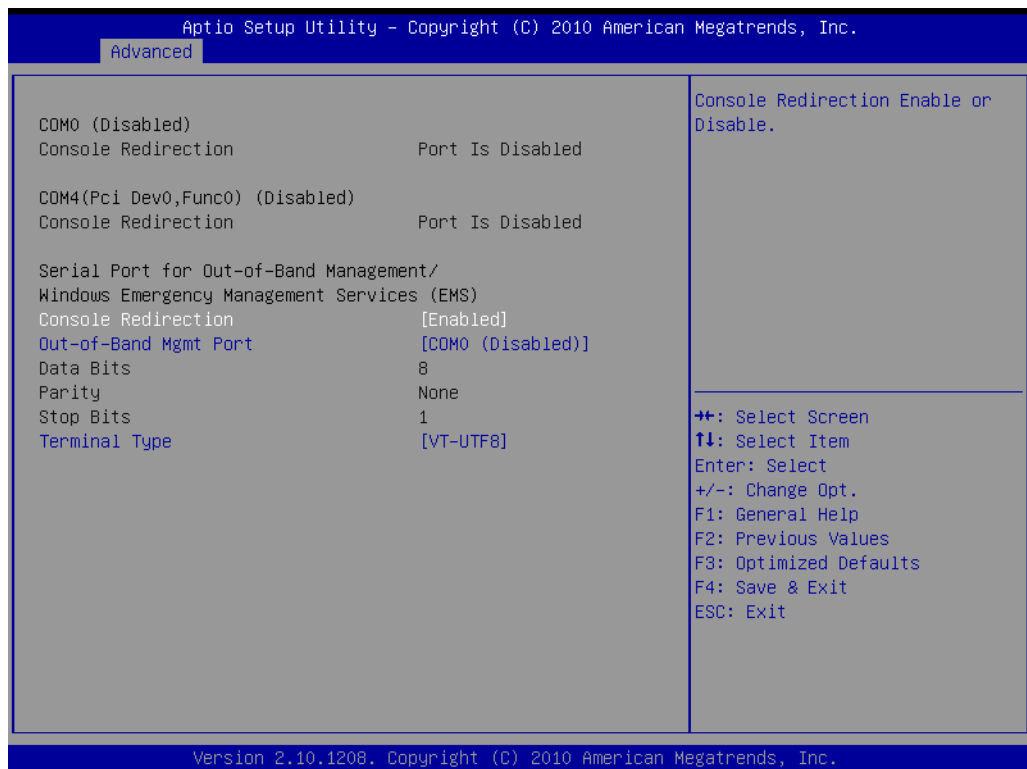 Aptio Setup Utility – Copyright (C) 2010 American Megatrends, Inc.
Advanced
COM0 (Disabled)
Console Redirection Port Is Disabled
COM4(Pci Dev0,Func0) (Disabled)
Console Redirection Port Is Disabled
Serial Port for Out-of-Band Management/
Windows Emergency Management Services (EMS)
Console Redirection [Enabled]
Out-of-Band Mgmt Port [COM0 (Disabled)]
Data Bits 8
Parity None
Stop Bits 1
Terminal Type [VT-UTF8]
Console Redirection Enable or
Disable.
→←: Select Screen
↑↓: Select Item
Enter: Select
+/-: Change Opt.
F1: General Help
F2: Previous Values
F3: Optimized Defaults
F4: Save & Exit
ESC: Exit
Version 2.10.1208. Copyright (C) 2010 American Megatrends, Inc.